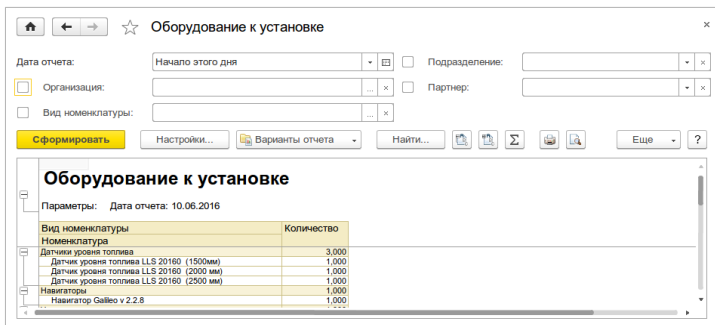 Оборудование к установке
Дата отчета: Начало этого дня Подразделение:
Организация: Партнер:
Вид номенклатуры:
Сформировать Настройки... Варианты отчета Найти... Σ Еще ?
Оборудование к установке
Параметры: Дата отчета: 10.06.2016
Вид номенклатуры Количество
Номенклатура
Датчики уровня топлива 3,000
Датчик уровня топлива LLS 20160 (1500мм) 1,000
Датчик уровня топлива LLS 20160 (2000 мм) 1,000
Датчик уровня топлива LLS 20160 (2500 мм) 1,000
Навигаторы 1,000
Навигатор Galileo v 2.2.8 1,000